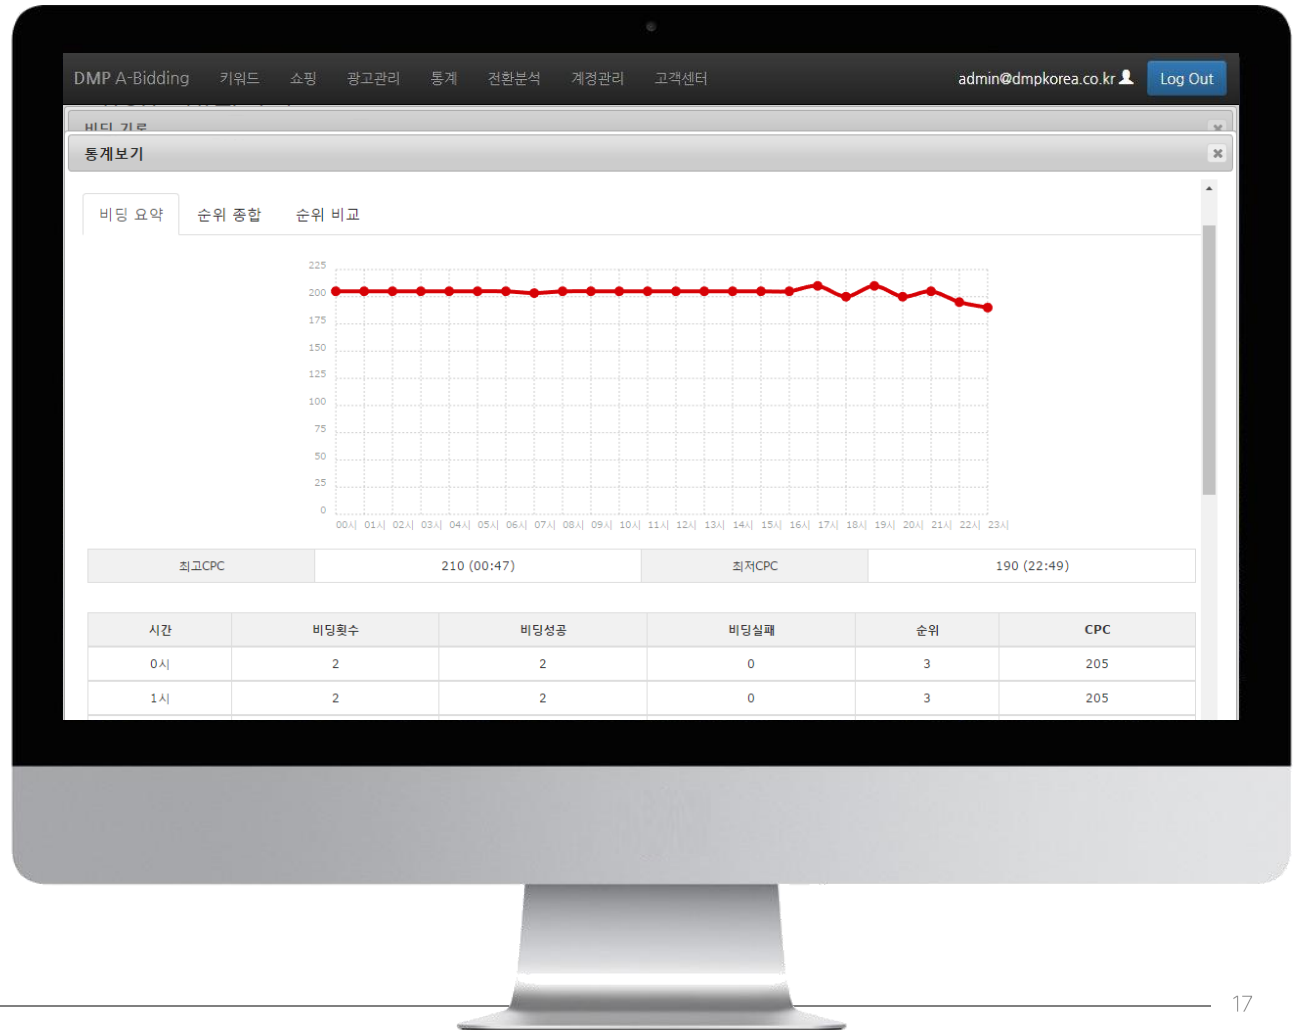 DMP A-Bidding 키워드 쇼핑 광고관리 통계 전환분석 계정관리 고객센터 admin@dmpkorea.co.kr Log Out
비딩 기록
통계보기
비딩 요약 순위 종합 순위 비교
225
200
175
150
125
100
75
50
25
0
00시 01시 02시 03시 04시 05시 06시 07시 08시 09시 10시 11시 12시 13시 14시 15시 16시 17시 18시 19시 20시 21시 22시 23시
최고CPC 210 (00:47) 최저CPC 190 (22:49)
시간 비딩횟수 비딩성공 비딩실패 순위 CPC
0시 2 2 0 3 205
1시 2 2 0 3 205
17